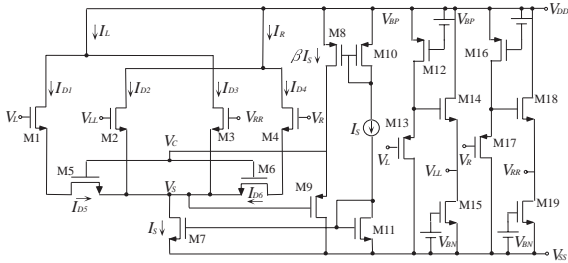 I_L I_R M8 V_BP V_BP V_DD
βI_S M10 M16
I_D1 I_D2 I_D3 I_D4 M12
V_L V_LL V_RR V_R I_S M13 M14 M18
M1 M2 M3 M4 M17
V_C V_L V_LL V_R V_RR
M5 M6
V_S M9
I_D5 I_D6 M15 M19
I_S M7 M11 V_BN V_BN
V_SS